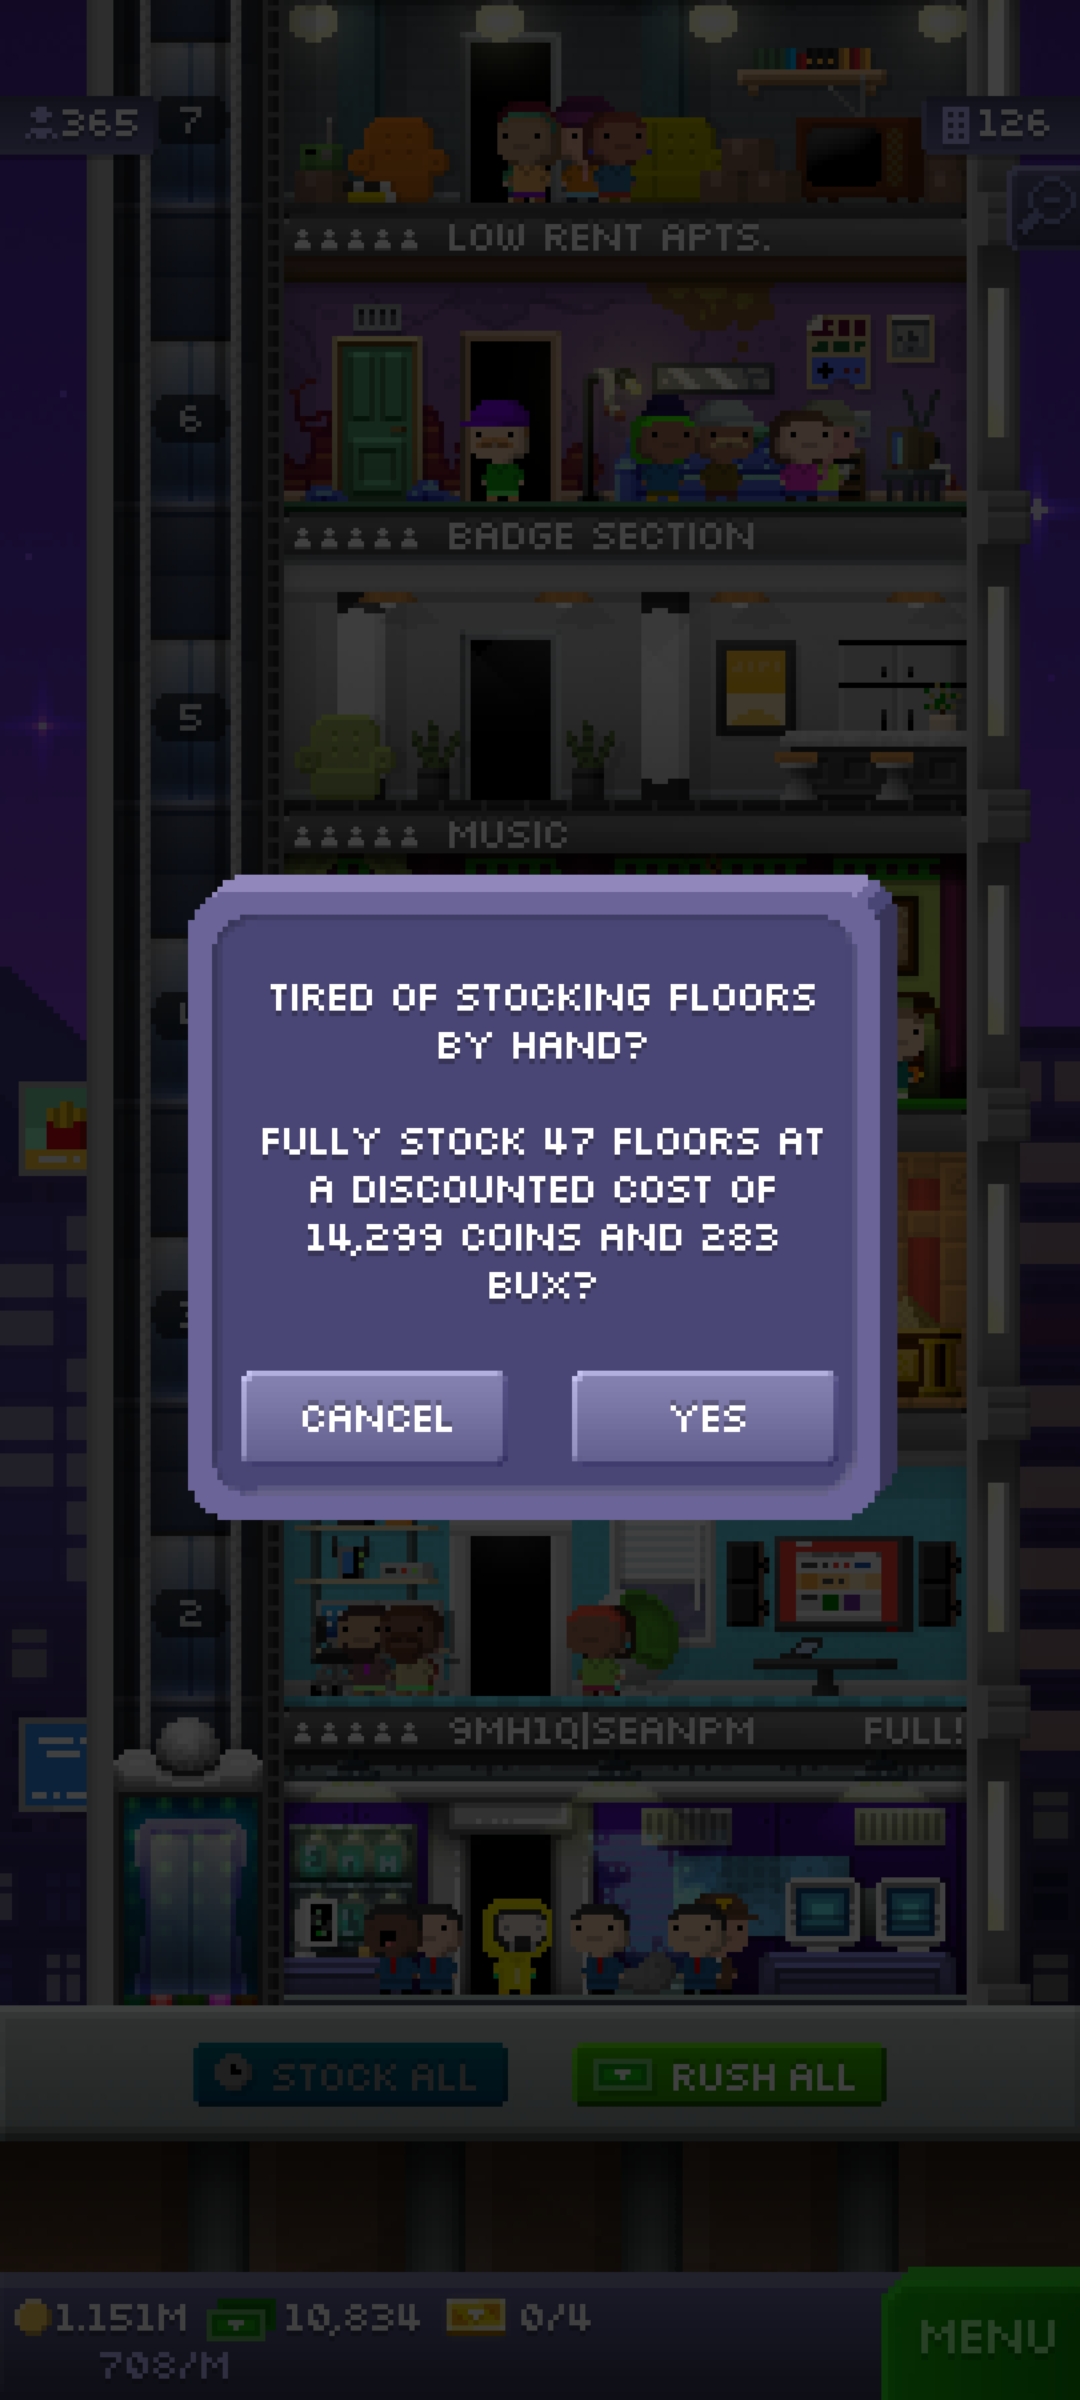 365
7
126
LOW RENT APTS.
6
BADGE SECTION
5
MUSIC
TIRED OF STOCKING FLOORS
BY HAND?
FULLY STOCK 47 FLOORS AT
A DISCOUNTED COST OF
14,299 COINS AND 283
BUX?
CANCEL
YES
2
9MH1Q|SEANPM
FULL!
STOCK ALL
RUSH ALL
1.151M
10,834
0/4
708/M
MENU